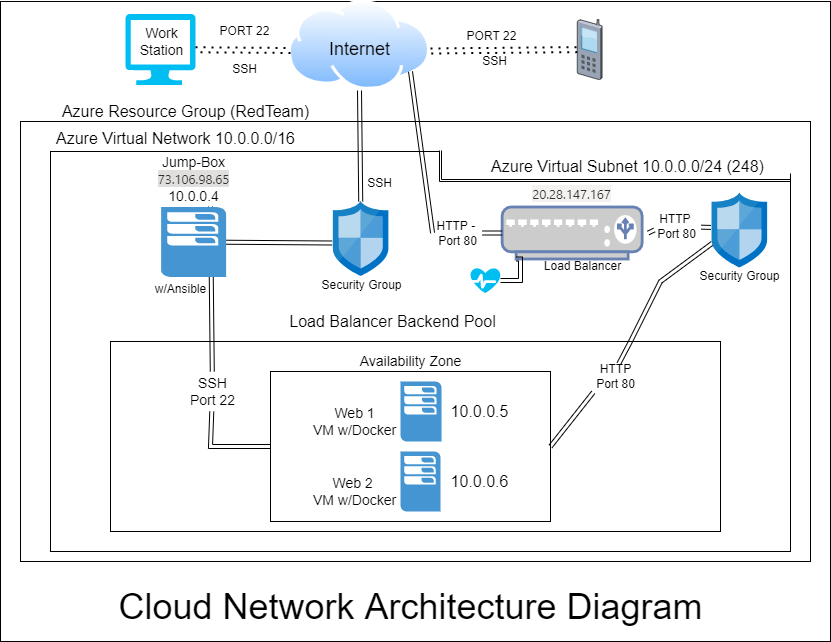 Work
Station
PORT 22
SSH
Internet
PORT 22
SSH
Azure Resource Group (RedTeam)
Azure Virtual Network 10.0.0.0/16
Azure Virtual Subnet 10.0.0.0/24 (248)
Jump-Box
73.106.98.65
10.0.0.4
w/Ansible
SSH
Security Group
HTTP -
Port 80
20.28.147.167
Load Balancer
HTTP
Port 80
Security Group
Load Balancer Backend Pool
Availability Zone
SSH
Port 22
HTTP
Port 80
Web 1
VM w/Docker
10.0.0.5
Web 2
VM w/Docker
10.0.0.6
Cloud Network Architecture Diagram